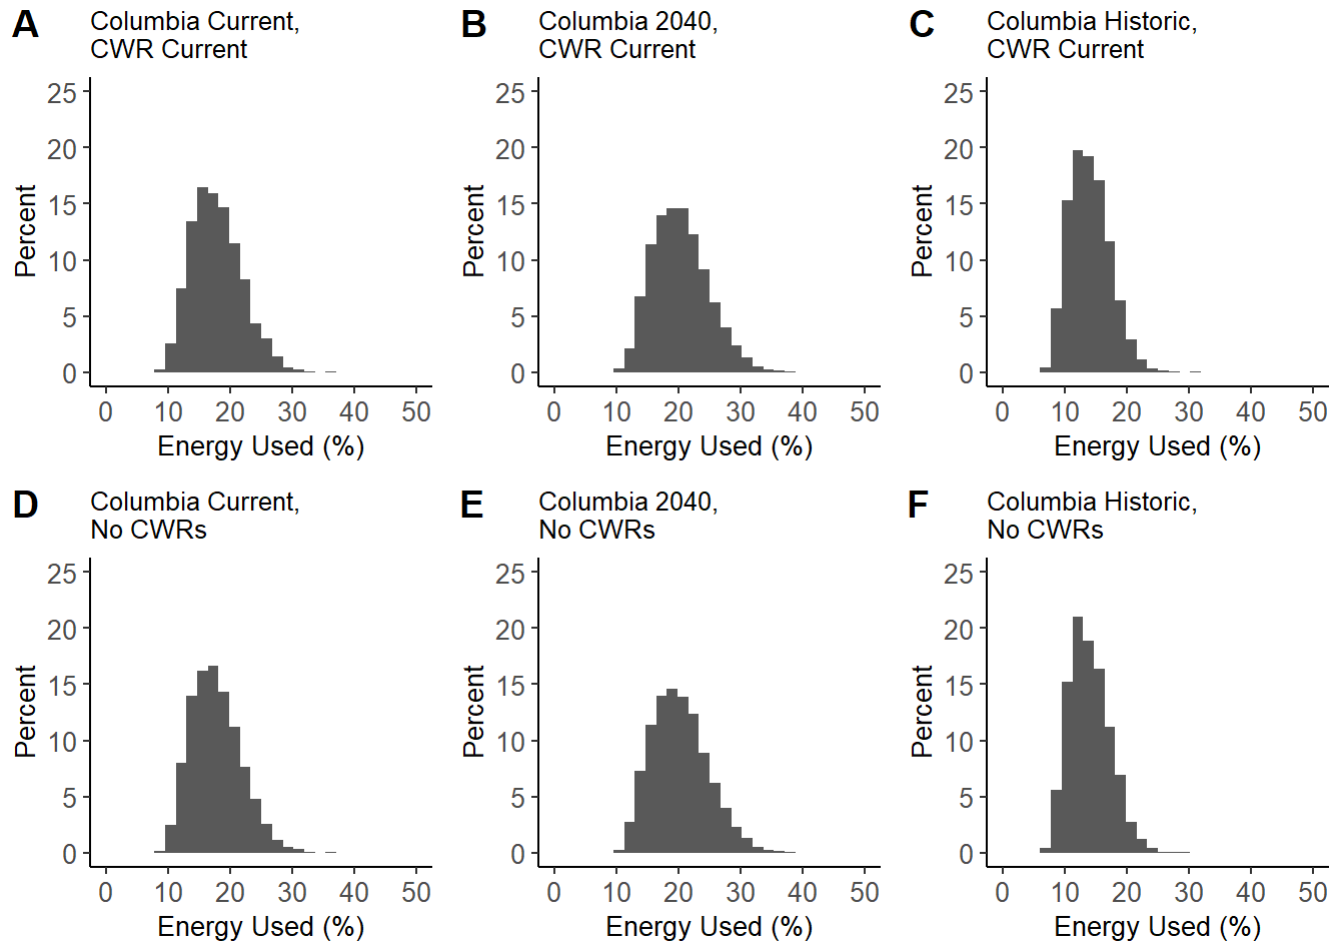 A
Columbia Current,
CWR Current
25
20
15
10
5
0
Percent
0 10 20 30 40 50
Energy Used (%)
B
Columbia 2040,
CWR Current
25
20
15
10
5
0
Percent
0 10 20 30 40 50
Energy Used (%)
C
Columbia Historic,
CWR Current
25
20
15
10
5
0
Percent
0 10 20 30 40 50
Energy Used (%)
D
Columbia Current,
No CWRs
25
20
15
10
5
0
Percent
0 10 20 30 40 50
Energy Used (%)
E
Columbia 2040,
No CWRs
25
20
15
10
5
0
Percent
0 10 20 30 40 50
Energy Used (%)
F
Columbia Historic,
No CWRs
25
20
15
10
5
0
Percent
0 10 20 30 40 50
Energy Used (%)